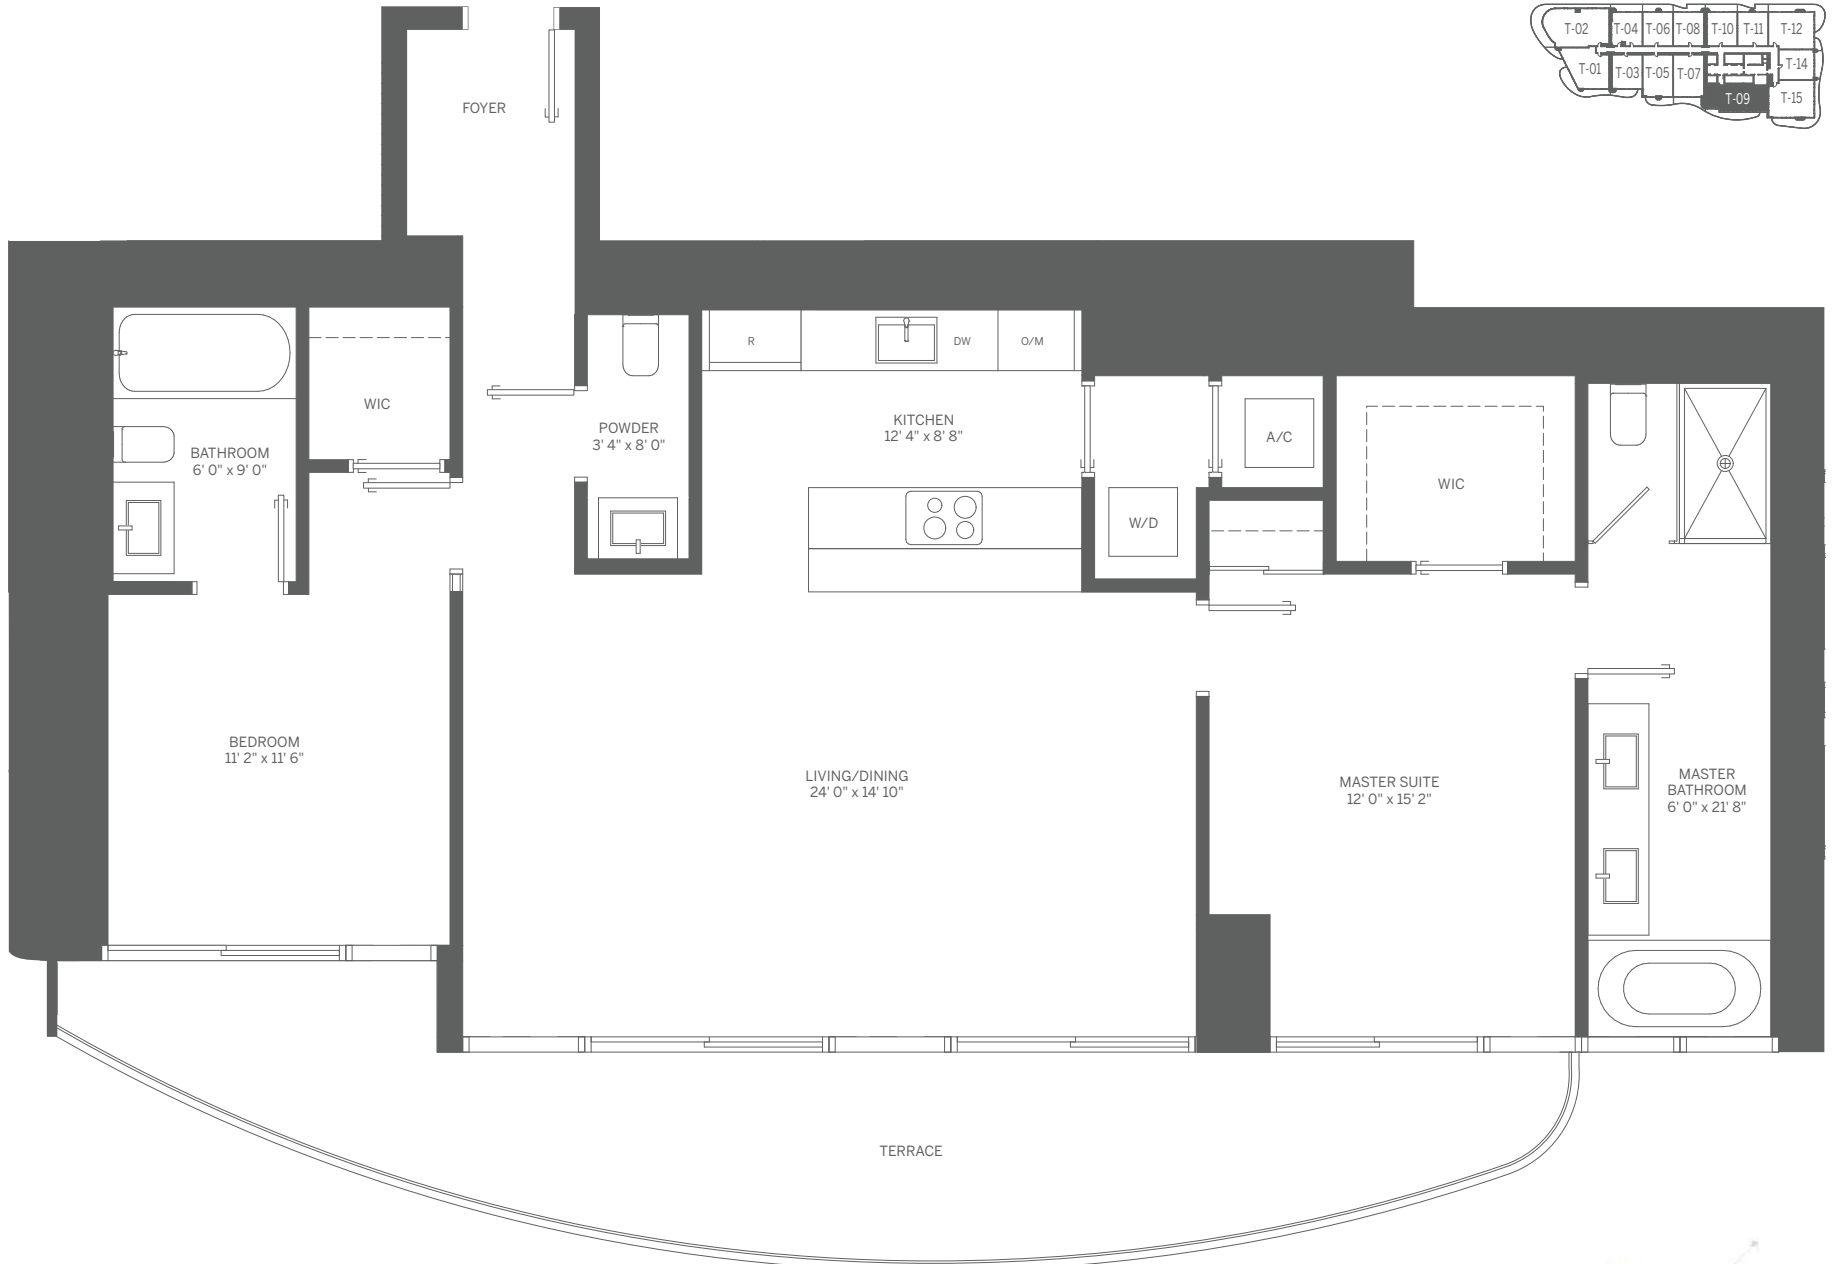 T-02
T-04
T-06
T-08
T-10
T-11
T-12
T-01
T-03
T-05
T-07
T-14
T-09
T-15
FOYER
R
DW
O/M
WIC
BATHROOM
6' 0" x 9' 0"
POWDER
3' 4" x 8' 0"
KITCHEN
12' 4" x 8' 8"
A/C
W/D
WIC
BEDROOM
11' 2" x 11' 6"
LIVING/DINING
24' 0" x 14' 10"
MASTER SUITE
12' 0" x 15' 2"
MASTER
BATHROOM
6' 0" x 21' 8"
TERRACE